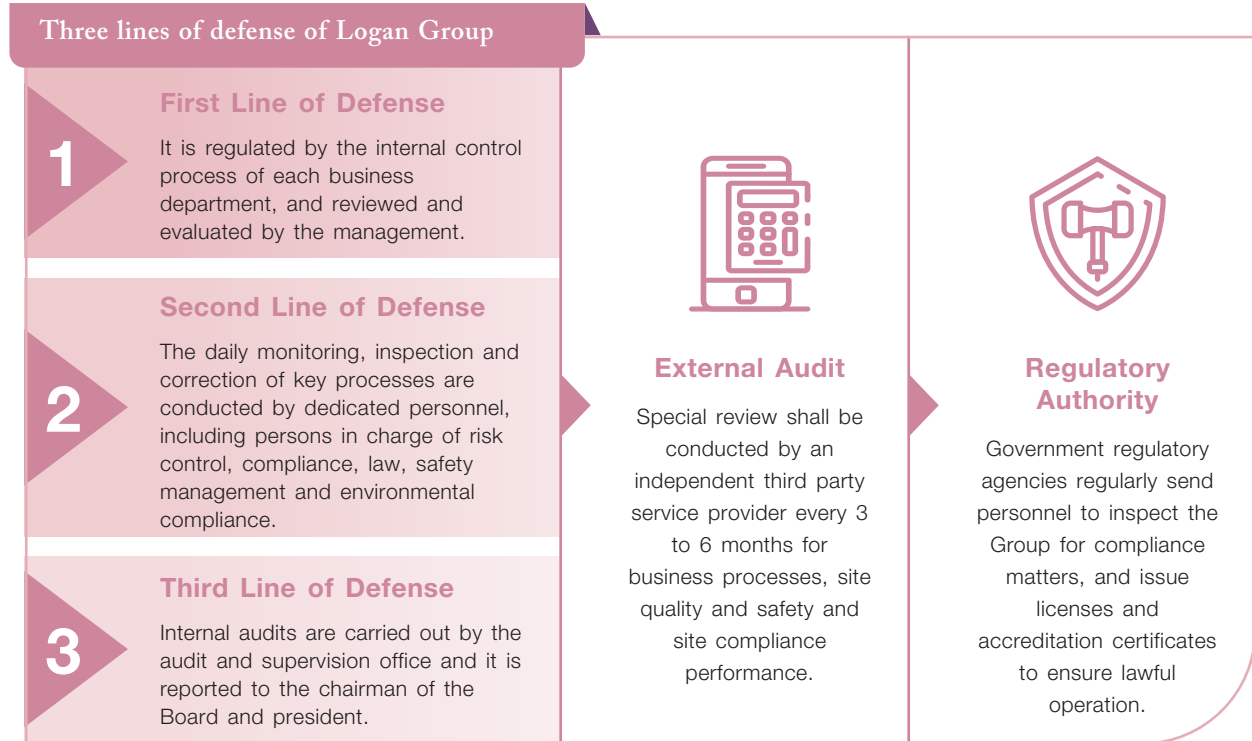 Three lines of defense of Logan Group
1
First Line of Defense
It is regulated by the internal control
process of each business
department, and reviewed and
evaluated by the management.
2
Second Line of Defense
The daily monitoring, inspection and
correction of key processes are
conducted by dedicated personnel,
including persons in charge of risk
control, compliance, law, safety
management and environmental
compliance.
3
Third Line of Defense
Internal audits are carried out by the
audit and supervision office and it is
reported to the chairman of the
Board and president.
External Audit
Special review shall be
conducted by an
independent third party
service provider every 3
to 6 months for
business processes, site
quality and safety and
site compliance
performance.
Regulatory
Authority
Government regulatory
agencies regularly send
personnel to inspect the
Group for compliance
matters, and issue
licenses and
accreditation certificates
to ensure lawful
operation.